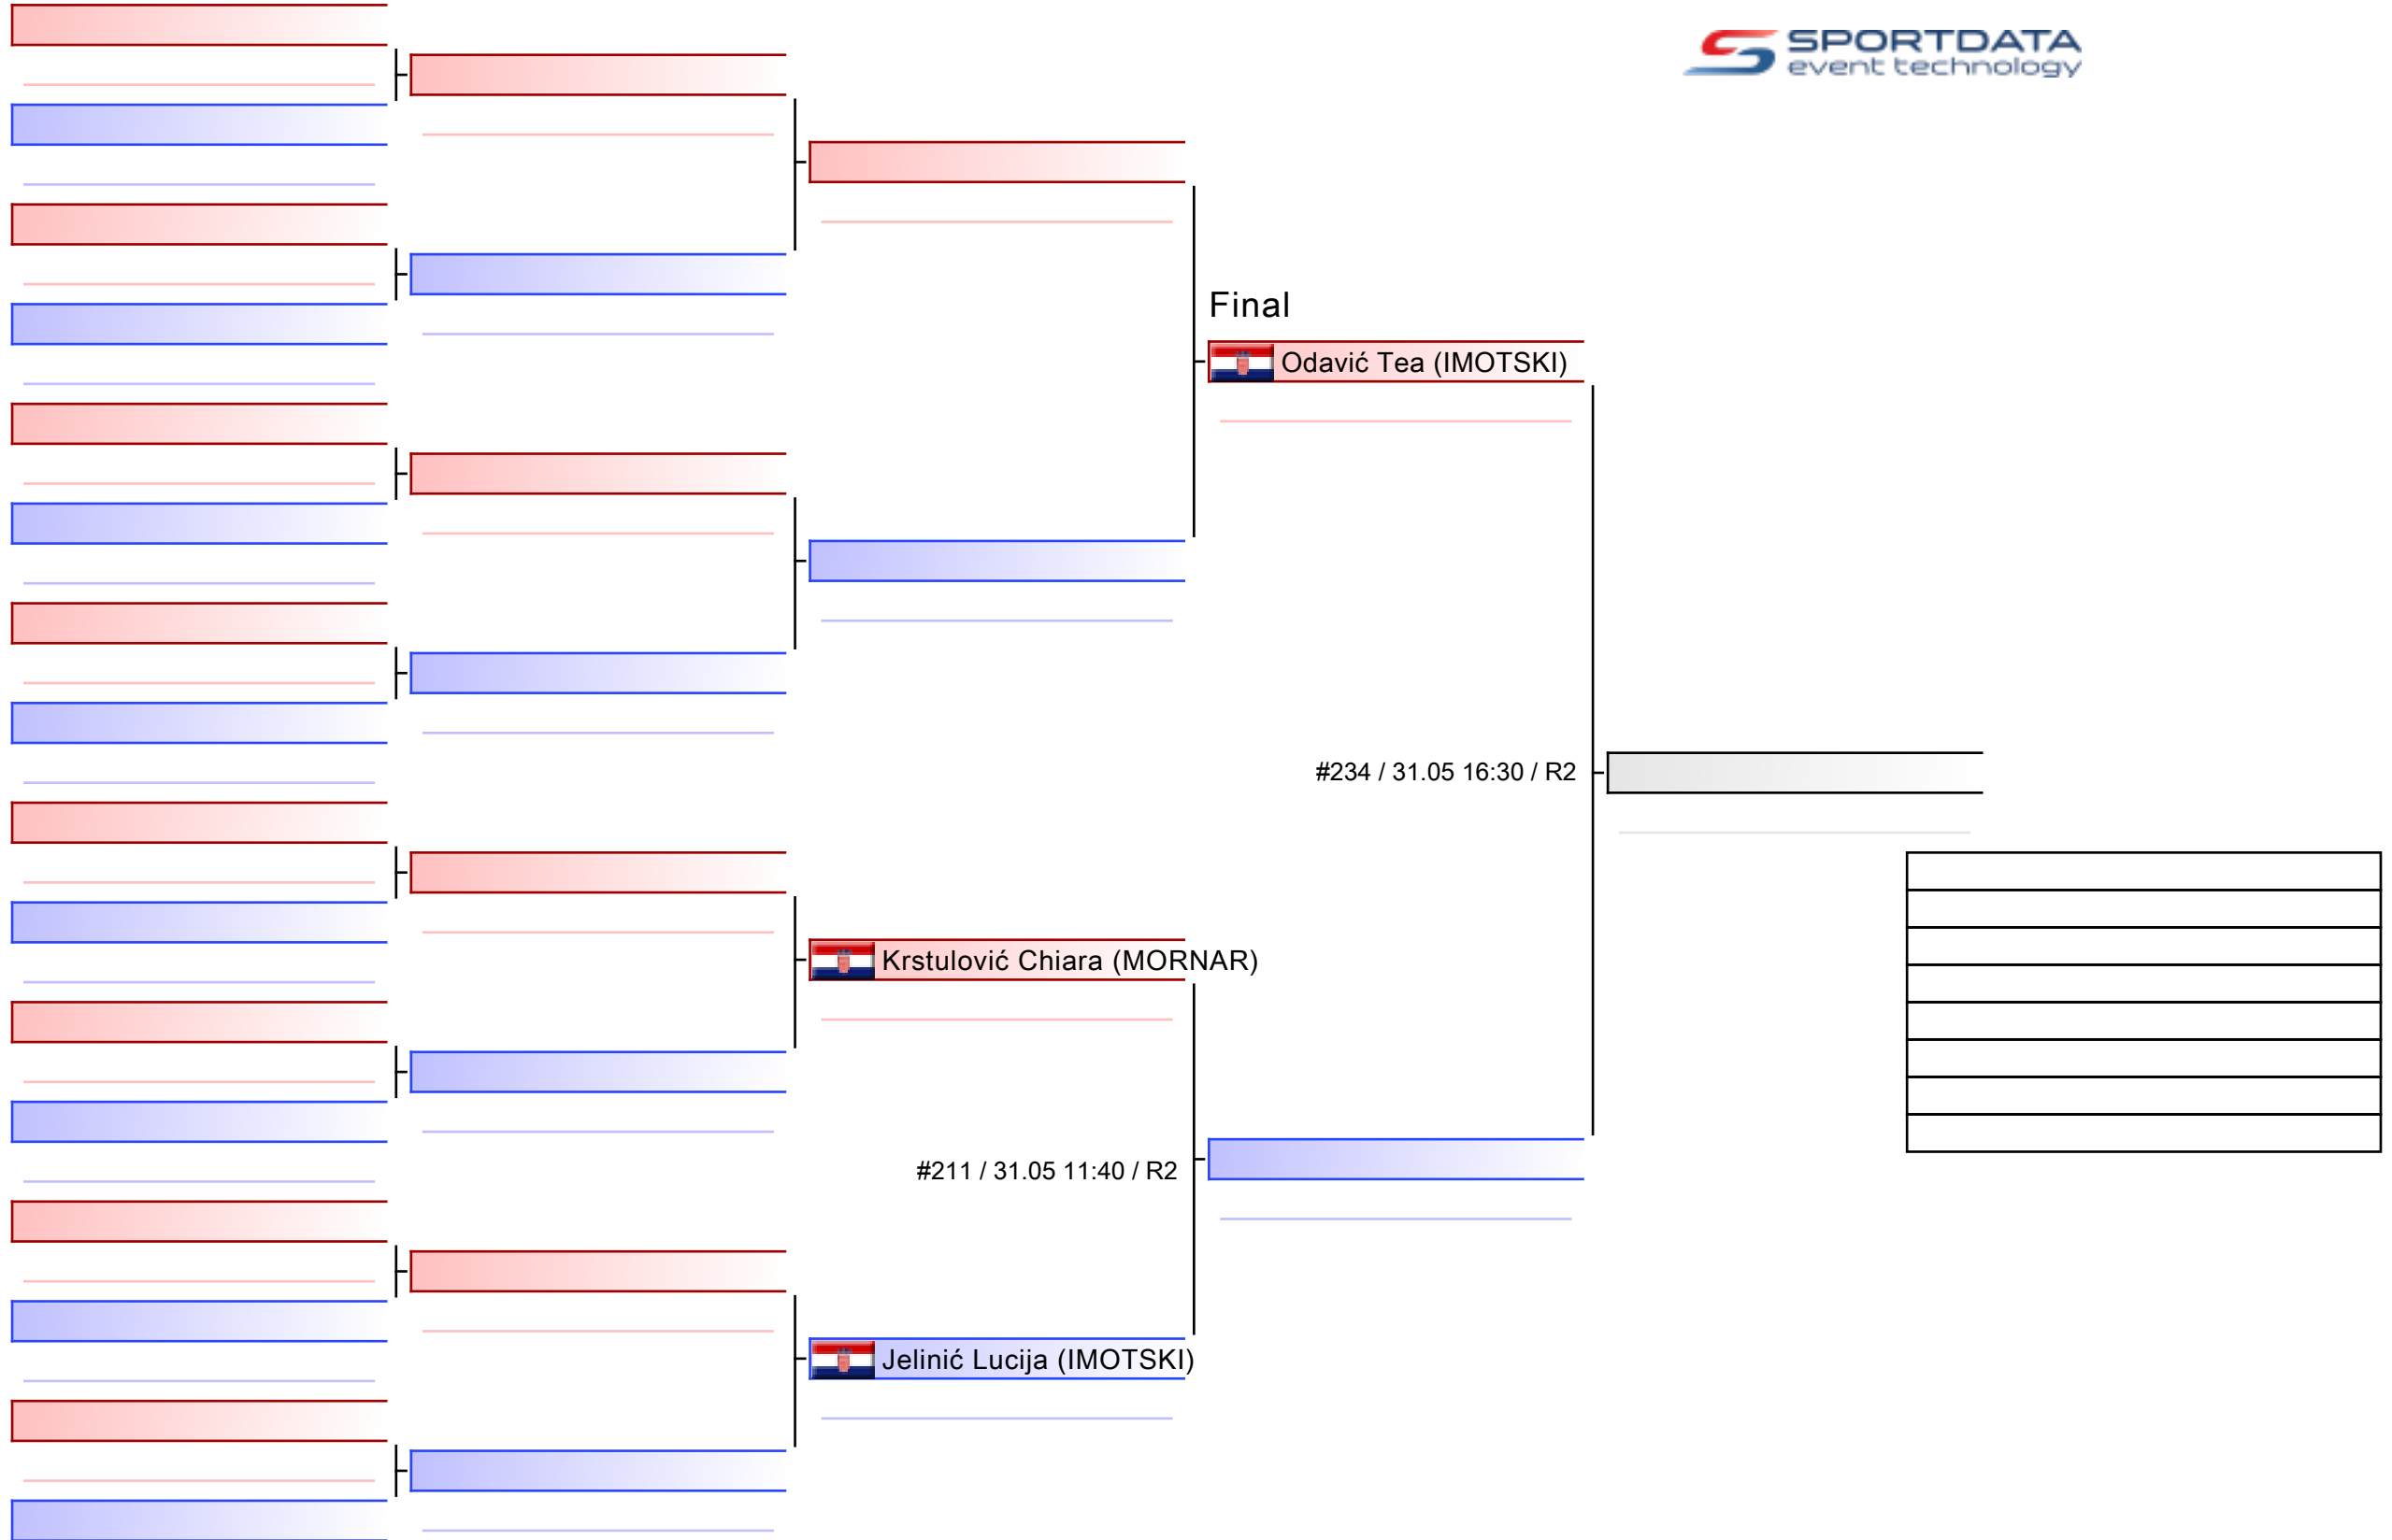 SPORTDATA
event technology
Final
Odavić Tea (IMOTSKI)
#234 / 31.05 16:30 / R2
Krstulović Chiara (MORNAR)
#211 / 31.05 11:40 / R2
Jelinić Lucija (IMOTSKI)